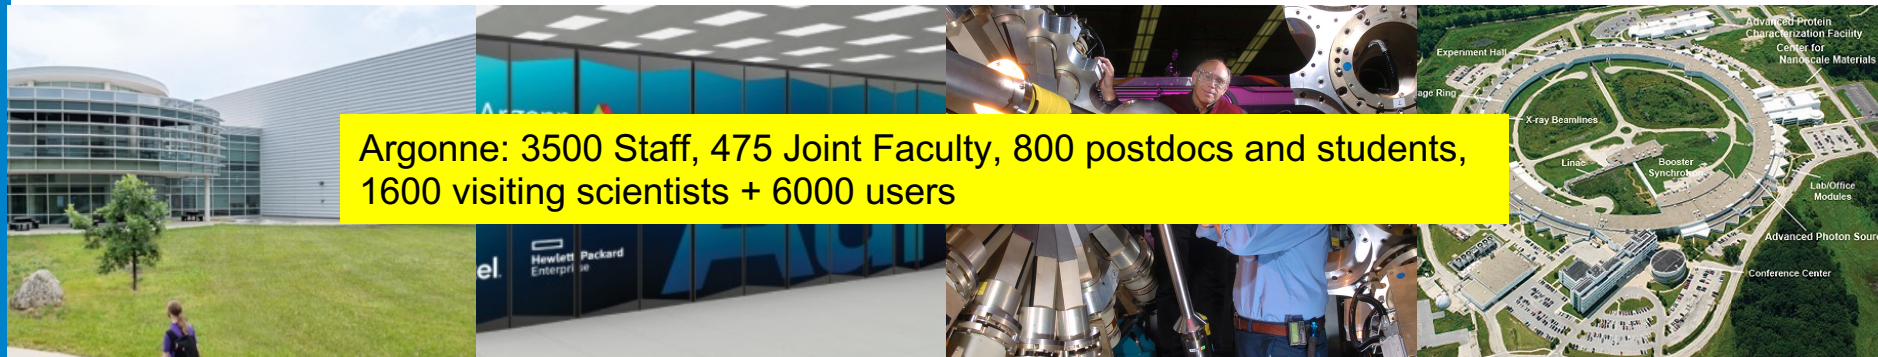 Argonne: 3500 Staff, 475 Joint Faculty, 800 postdocs and students,
1600 visiting scientists + 6000 users
Hewlett Packard
Enterprise
Advanced Protein
Characterization Facility
Center for
Nanoscale Materials
Experiment Hall
X-ray Beamlines
Linac
Booster
Synchrotron
Lab/Office
Modules
Advanced Photon
Conference Center